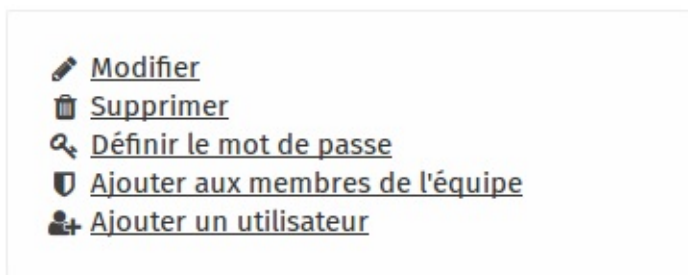 Modifier
Supprimer
Définir le mot de passe
Ajouter aux membres de l'équipe
Ajouter un utilisateur